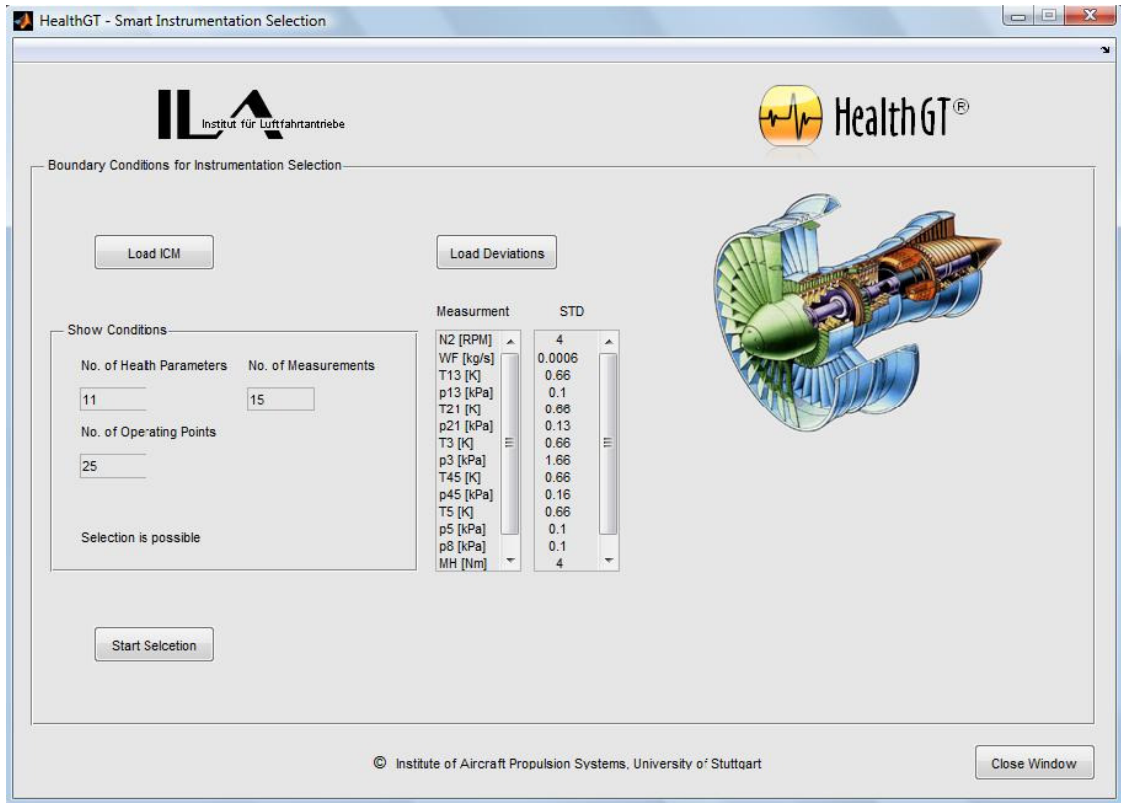 HealthGT - Smart Instrumentation Selection
ILA
Institut für Luftfahrtantriebe
HealthGT®
Boundary Conditions for Instrumentation Selection
Load ICM
Load Deviations
Measurment STD
N2 [RPM] 4
WF [kg/s] 0.0006
T13 [K] 0.66
p13 [kPa] 0.1
T21 [K] 0.66
p21 [kPa] 0.13
T3 [K] 0.66
p3 [kPa] 1.66
T45 [K] 0.66
p45 [kPa] 0.16
T5 [K] 0.66
p5 [kPa] 0.1
p8 [kPa] 0.1
MH [Nm] 4
Show Conditions
No. of Health Parameters No. of Measurements
11 15
No. of Operating Points
25
Selection is possible
Start Selcetion
© Institute of Aircraft Propulsion Systems, University of Stuttgart
Close Window